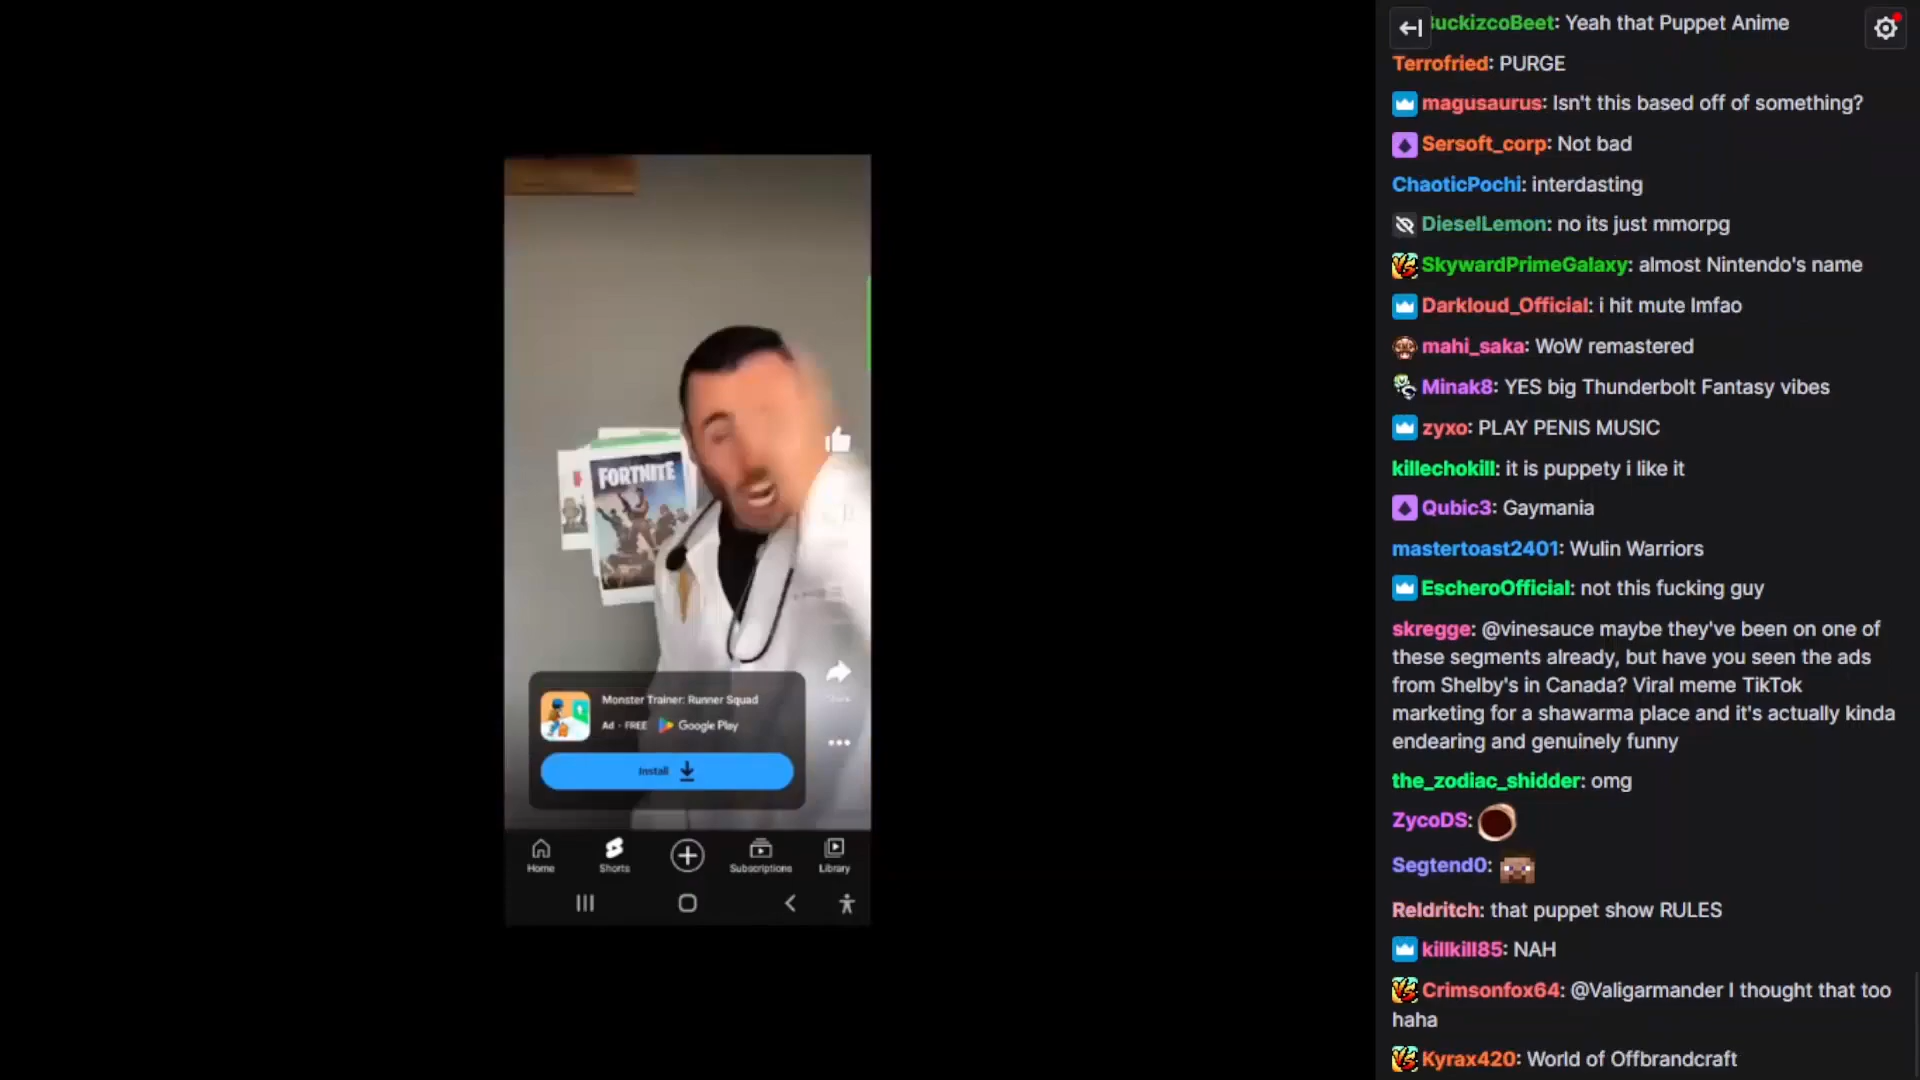 FORTNITE
Monster Trainer: Runner Squad
Ad · FREE Google Play
Install
Home
Shorts
Subscriptions
Library
BuckizcoBeet: Yeah that Puppet Anime
Terrofried: PURGE
magusaurus: Isn't this based off of something?
Sersoft_corp: Not bad
ChaoticPochi: interdasting
DieselLemon: no its just mmorpg
SkywardPrimeGalaxy: almost Nintendo's name
Darkloud_Official: i hit mute lmfao
mahi_saka: WoW remastered
Minak8: YES big Thunderbolt Fantasy vibes
zyxo: PLAY PENIS MUSIC
killechokill: it is puppety i like it
Qubic3: Gaymania
mastertoast2401: Wulin Warriors
EscheroOfficial: not this fucking guy
skregge: @vinesauce maybe they've been on one of
these segments already, but have you seen the ads
from Shelby's in Canada? Viral meme TikTok
marketing for a shawarma place and it's actually kinda
endearing and genuinely funny
the_zodiac_shidder: omg
ZycoDS:
Segtend0:
Reldritch: that puppet show RULES
killkill85: NAH
Crimsonfox64: @Valigarmander I thought that too
haha
Kyrax420: World of Offbrandcraft